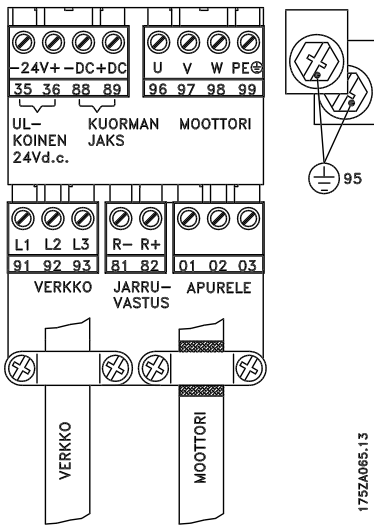 -24V+ -DC+DC U V W PE
35 36 88 89 96 97 98 99
UL-
KOINEN
24Vd.c.
KUORMAN
JAKS
MOOTTORI
95
L1 L2 L3 R- R+
91 92 93 81 82 01 02 03
VERKKO
JARRU-
VASTUS
APURELE
VERKKO
MOOTTORI
175ZA065.13